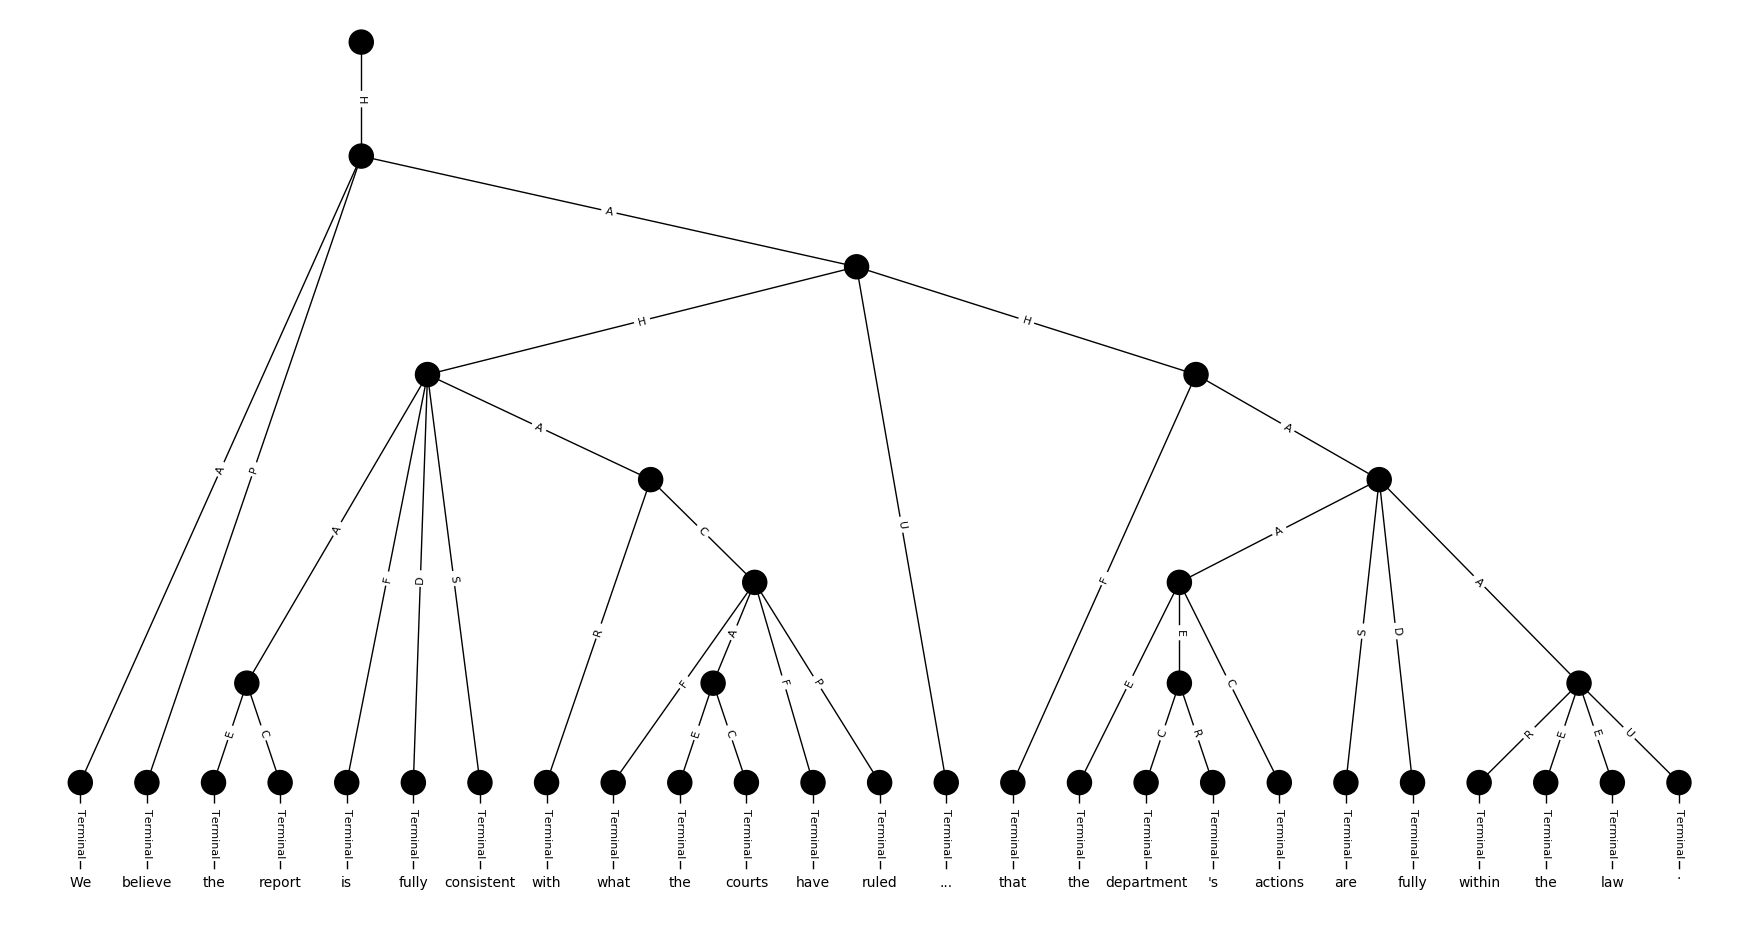 H
A
H H
A A
A P A F D S C U F A A
R F A F P E E C S D
E C E C C R R E E U
Terminal Terminal Terminal Terminal Terminal Terminal Terminal Terminal Terminal Terminal Terminal Terminal Terminal Terminal Terminal Terminal Terminal Terminal Terminal Terminal Terminal Terminal Terminal Terminal Terminal
We believe the report is fully consistent with what the courts have ruled ... that the department 's actions are fully within the law .